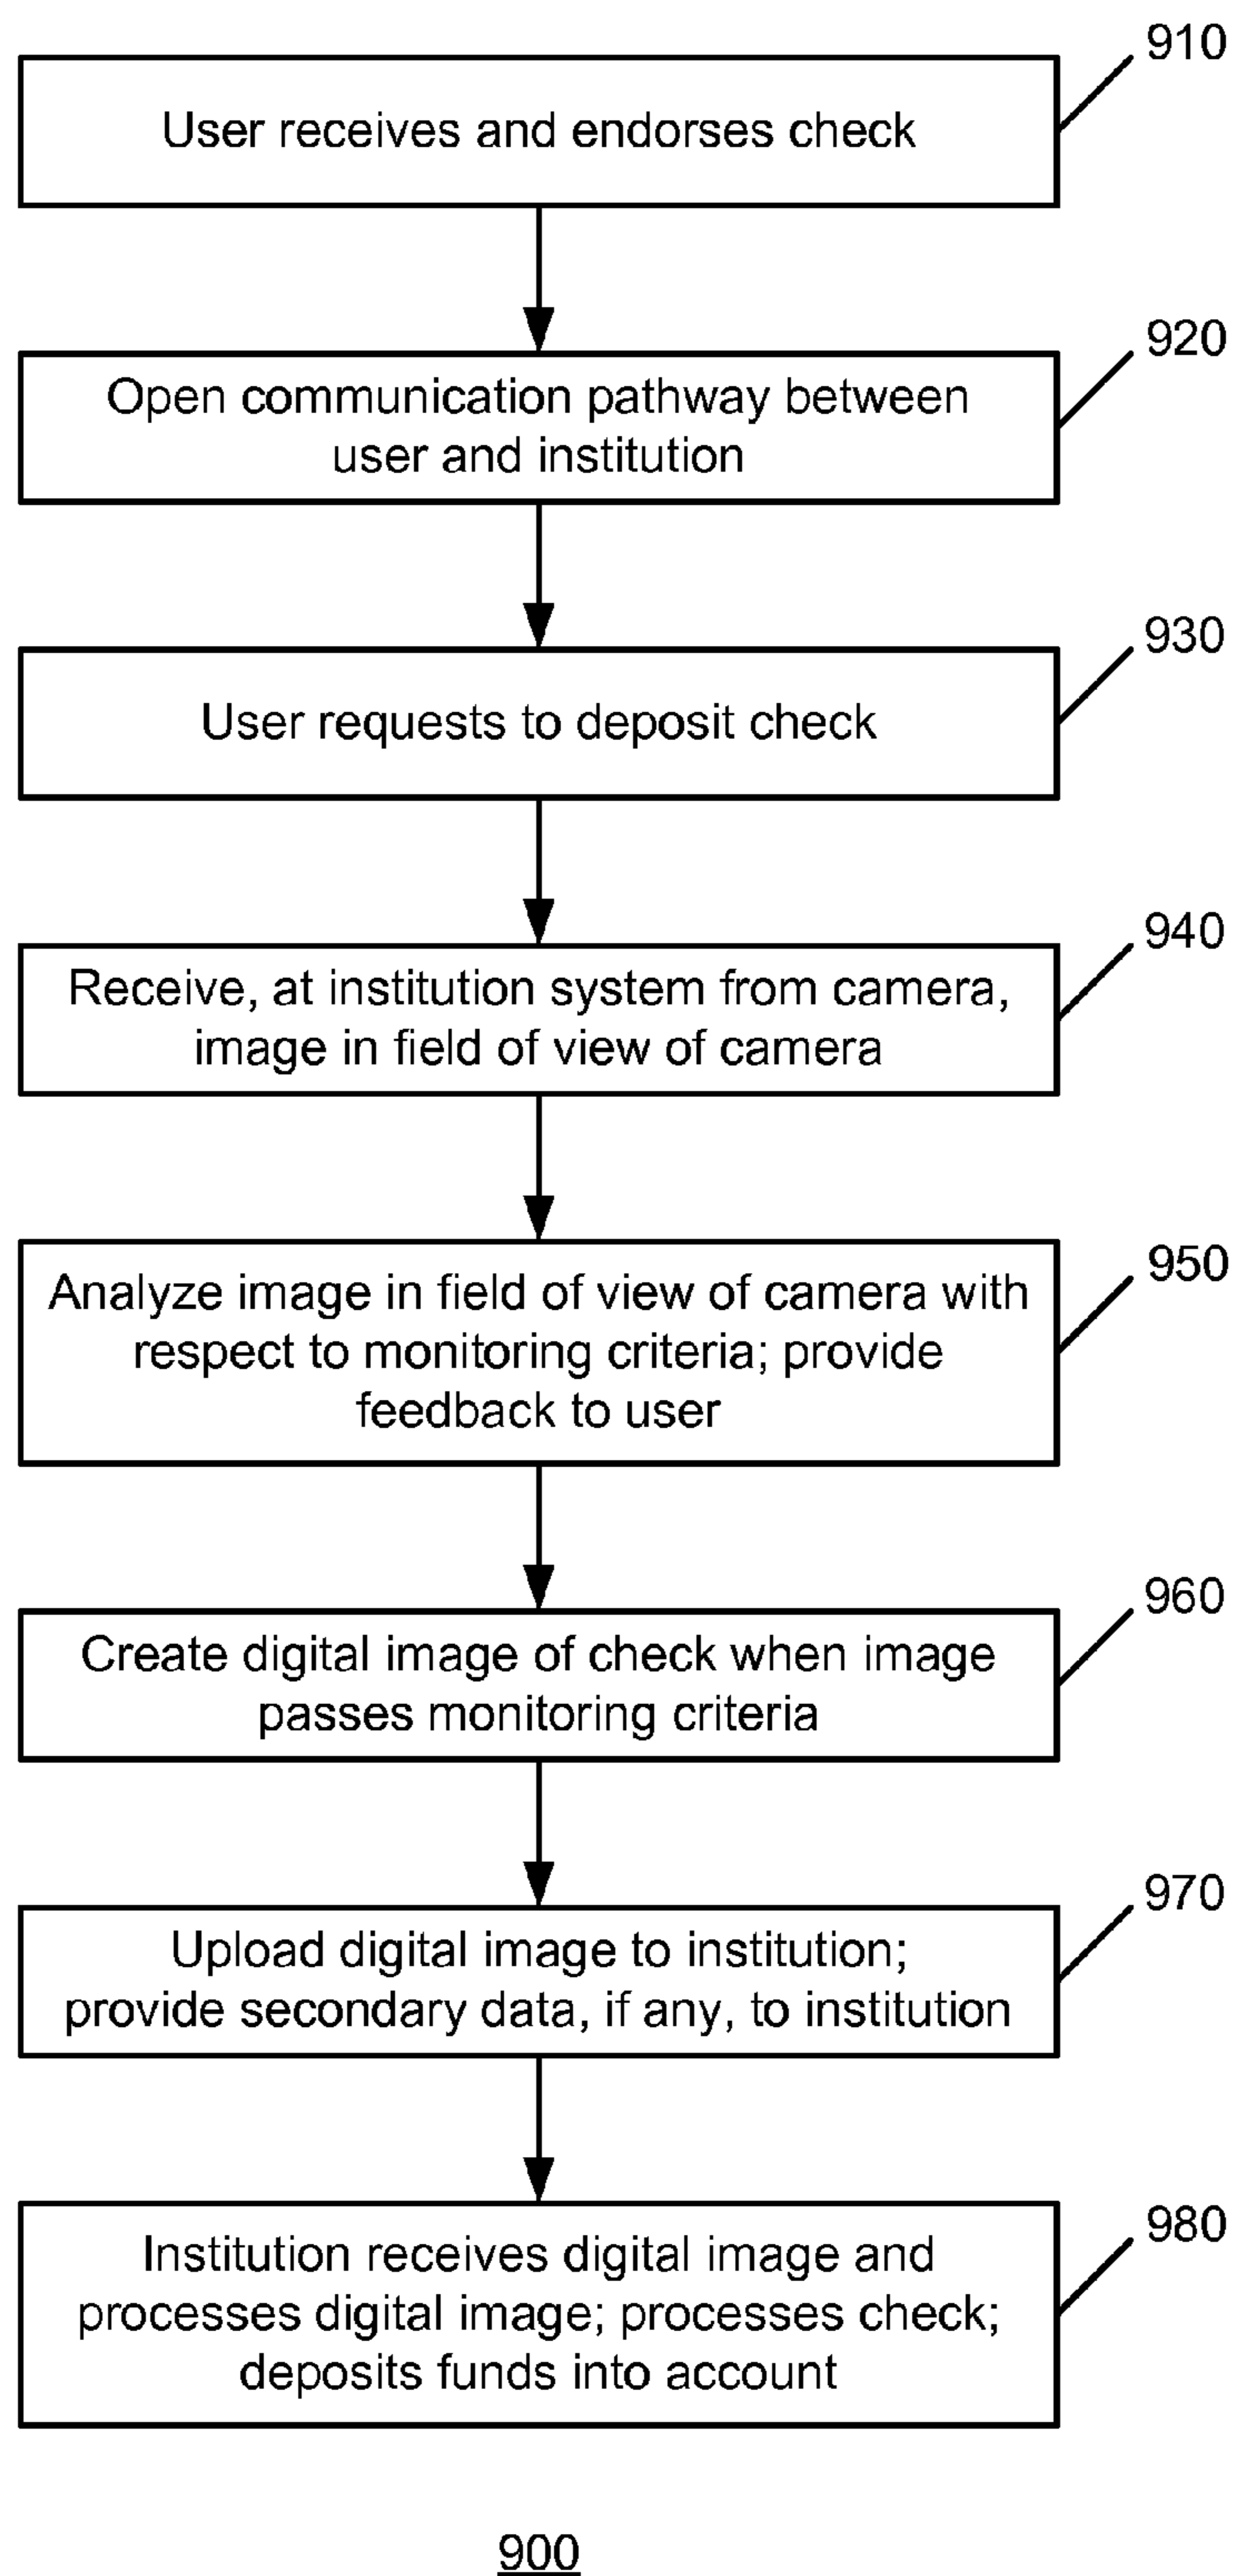 910
User receives and endorses check
920
Open communication pathway between
user and institution
930
User requests to deposit check
940
Receive, at institution system from camera,
image in field of view of camera
950
Analyze image in field of view of camera with
respect to monitoring criteria; provide
feedback to user
960
Create digital image of check when image
passes monitoring criteria
970
Upload digital image to institution;
provide secondary data, if any, to institution
980
Institution receives digital image and
processes digital image; processes check;
deposits funds into account
900